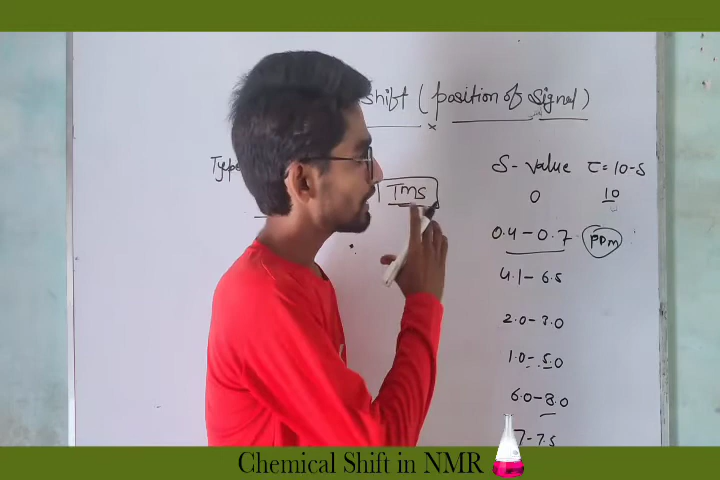 shift (position of signal)
Type
TMS
δ- value τ = 10-δ
0 10
0.4 - 0.7 ppm
4.1 - 6.5
2.0 - 3.0
1.0 - 5.0
6.0 - 8.0
7 - 7.5
Chemical Shift in NMR